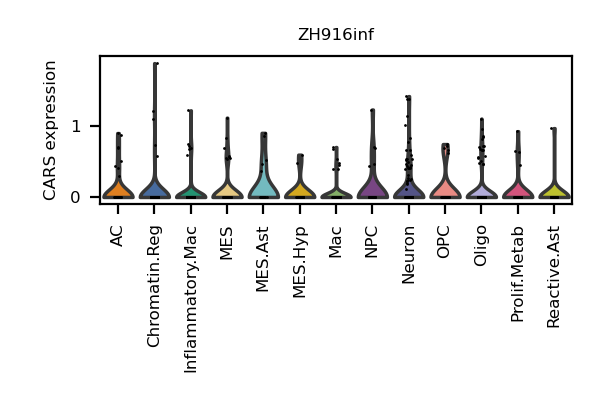 ZH916inf
CARS expression
1
0
AC
Chromatin.Reg
Inflammatory.Mac
MES
MES.Ast
MES.Hyp
Mac
NPC
Neuron
OPC
Oligo
Prolif.Metab
Reactive.Ast